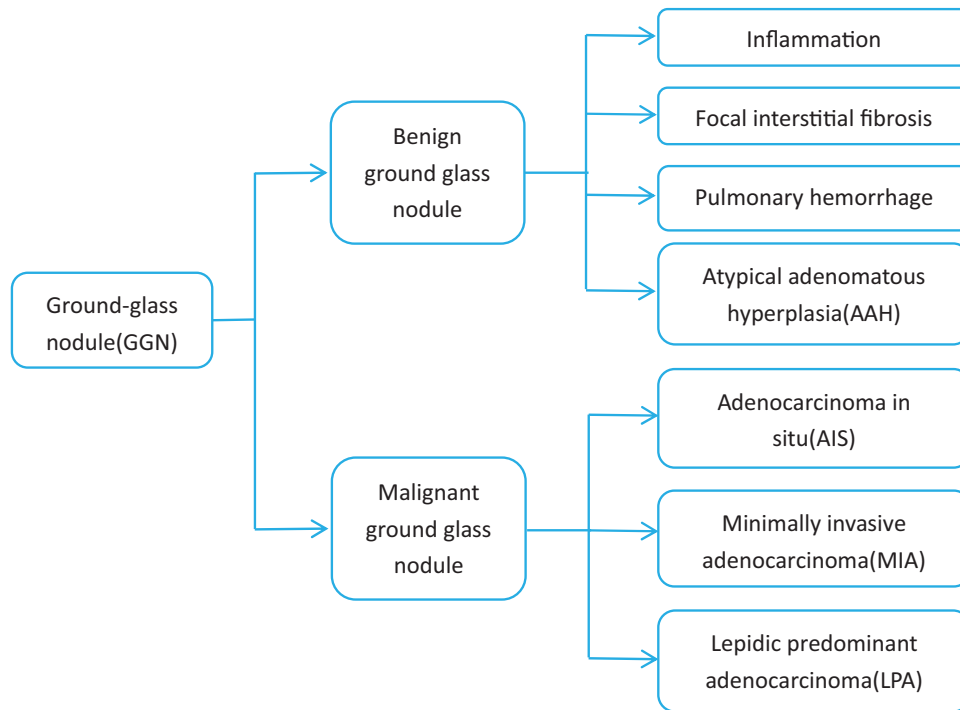 Ground-glass
nodule(GGN)
Benign
ground glass
nodule
Inflammation
Focal interstitial fibrosis
Pulmonary hemorrhage
Atypical adenomatous
hyperplasia(AAH)
Malignant
ground glass
nodule
Adenocarcinoma in
situ(AIS)
Minimally invasive
adenocarcinoma(MIA)
Lepidic predominant
adenocarcinoma(LPA)